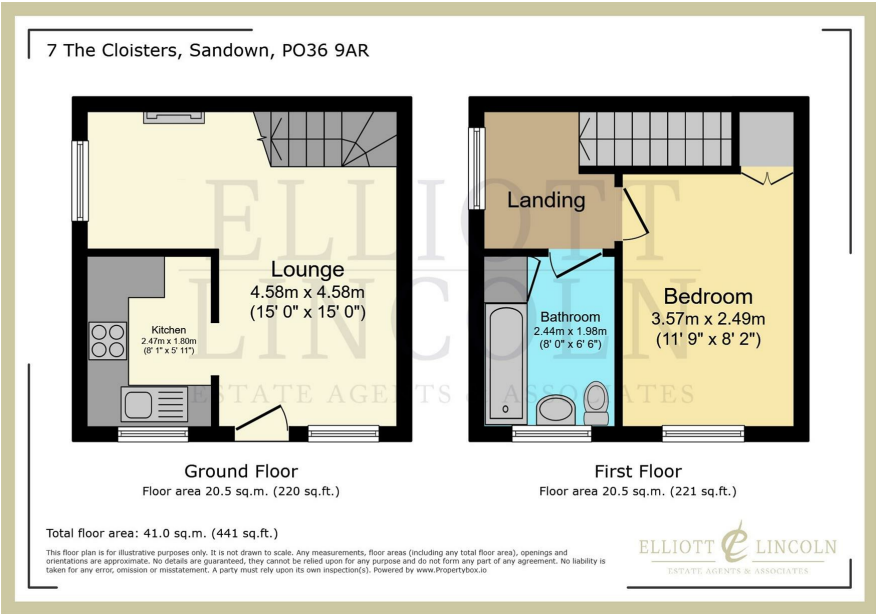 7 The Cloisters, Sandown, PO36 9AR
ELLIOTT
LINCOLN
ESTATE AGENTS & ASSOCIATES
Lounge
4.58m x 4.58m
(15' 0" x 15' 0")
Kitchen
2.47m x 1.80m
(8' 1" x 5' 11")
Landing
Bathroom
2.44m x 1.98m
(8' 0" x 6' 6")
Bedroom
3.57m x 2.49m
(11' 9" x 8' 2")
Ground Floor
Floor area 20.5 sq.m. (220 sq.ft.)
First Floor
Floor area 20.5 sq.m. (221 sq.ft.)
Total floor area: 41.0 sq.m. (441 sq.ft.)
This floor plan is for illustrative purposes only. It is not drawn to scale. Any measurements, floor areas (including any total floor area), openings and
orientations are approximate. No details are guaranteed, they cannot be relied upon for any purpose and do not form any part of any agreement. No liability is
taken for any error, omission or misstatement. A party must rely upon its own inspection(s). Powered by www.Propertybox.io
ELLIOTT & LINCOLN
ESTATE AGENTS & ASSOCIATES